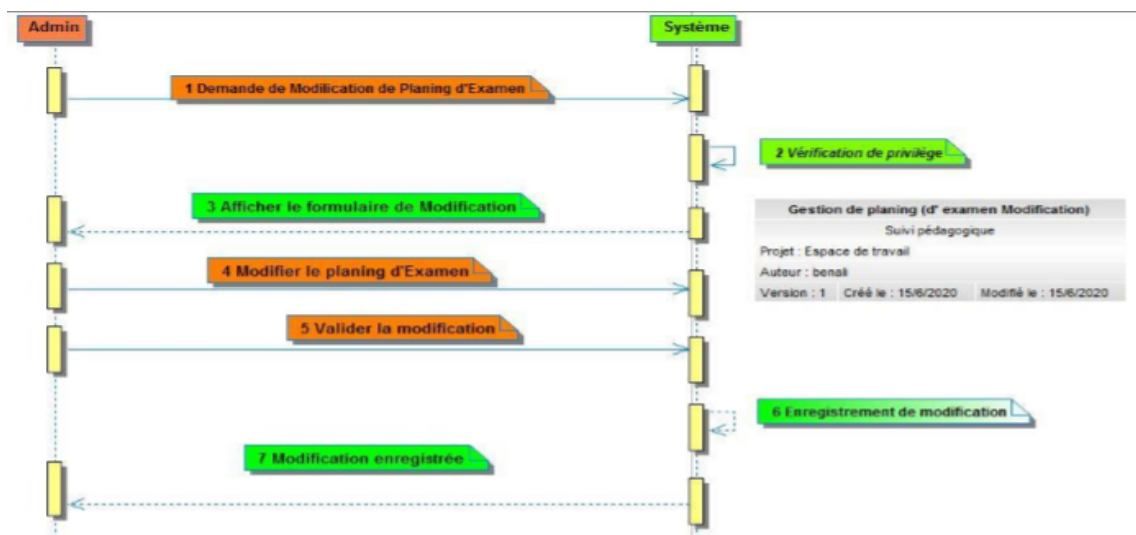 Admin
Système
1 Demande de Modilication de Planing d'Examen
2 Vérification de privilège
3 Afficher le formulaire de Modification
Gestion de planing (d' examen Modification)
Suivi pédagogique
Projet : Espace de travail
Auteur : benali
Version : 1 Créé le : 15/6/2020 Modifié le : 15/6/2020
4 Modifier le planing d'Examen
5 Valider la modification
6 Enregistrement de modification
7 Modification enregistrée